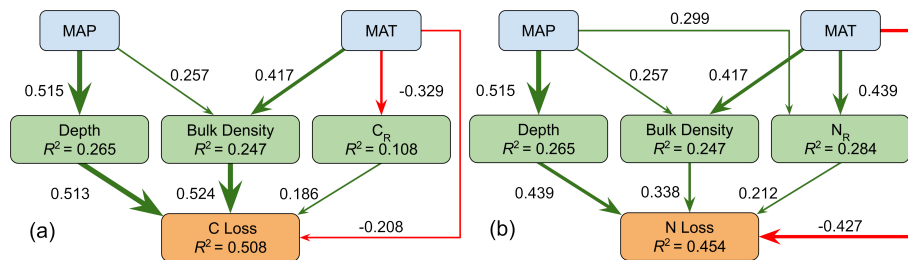 MAP
MAT
0.257
0.417
0.515
-0.329
Depth
R² = 0.265
Bulk Density
R² = 0.247
C_R
R² = 0.108
0.513
0.524
0.186
(a)
C Loss
R² = 0.508
-0.208
MAP
0.299
MAT
0.257
0.417
0.515
0.439
Depth
R² = 0.265
Bulk Density
R² = 0.247
N_R
R² = 0.284
0.439
0.338
0.212
(b)
N Loss
R² = 0.454
-0.427